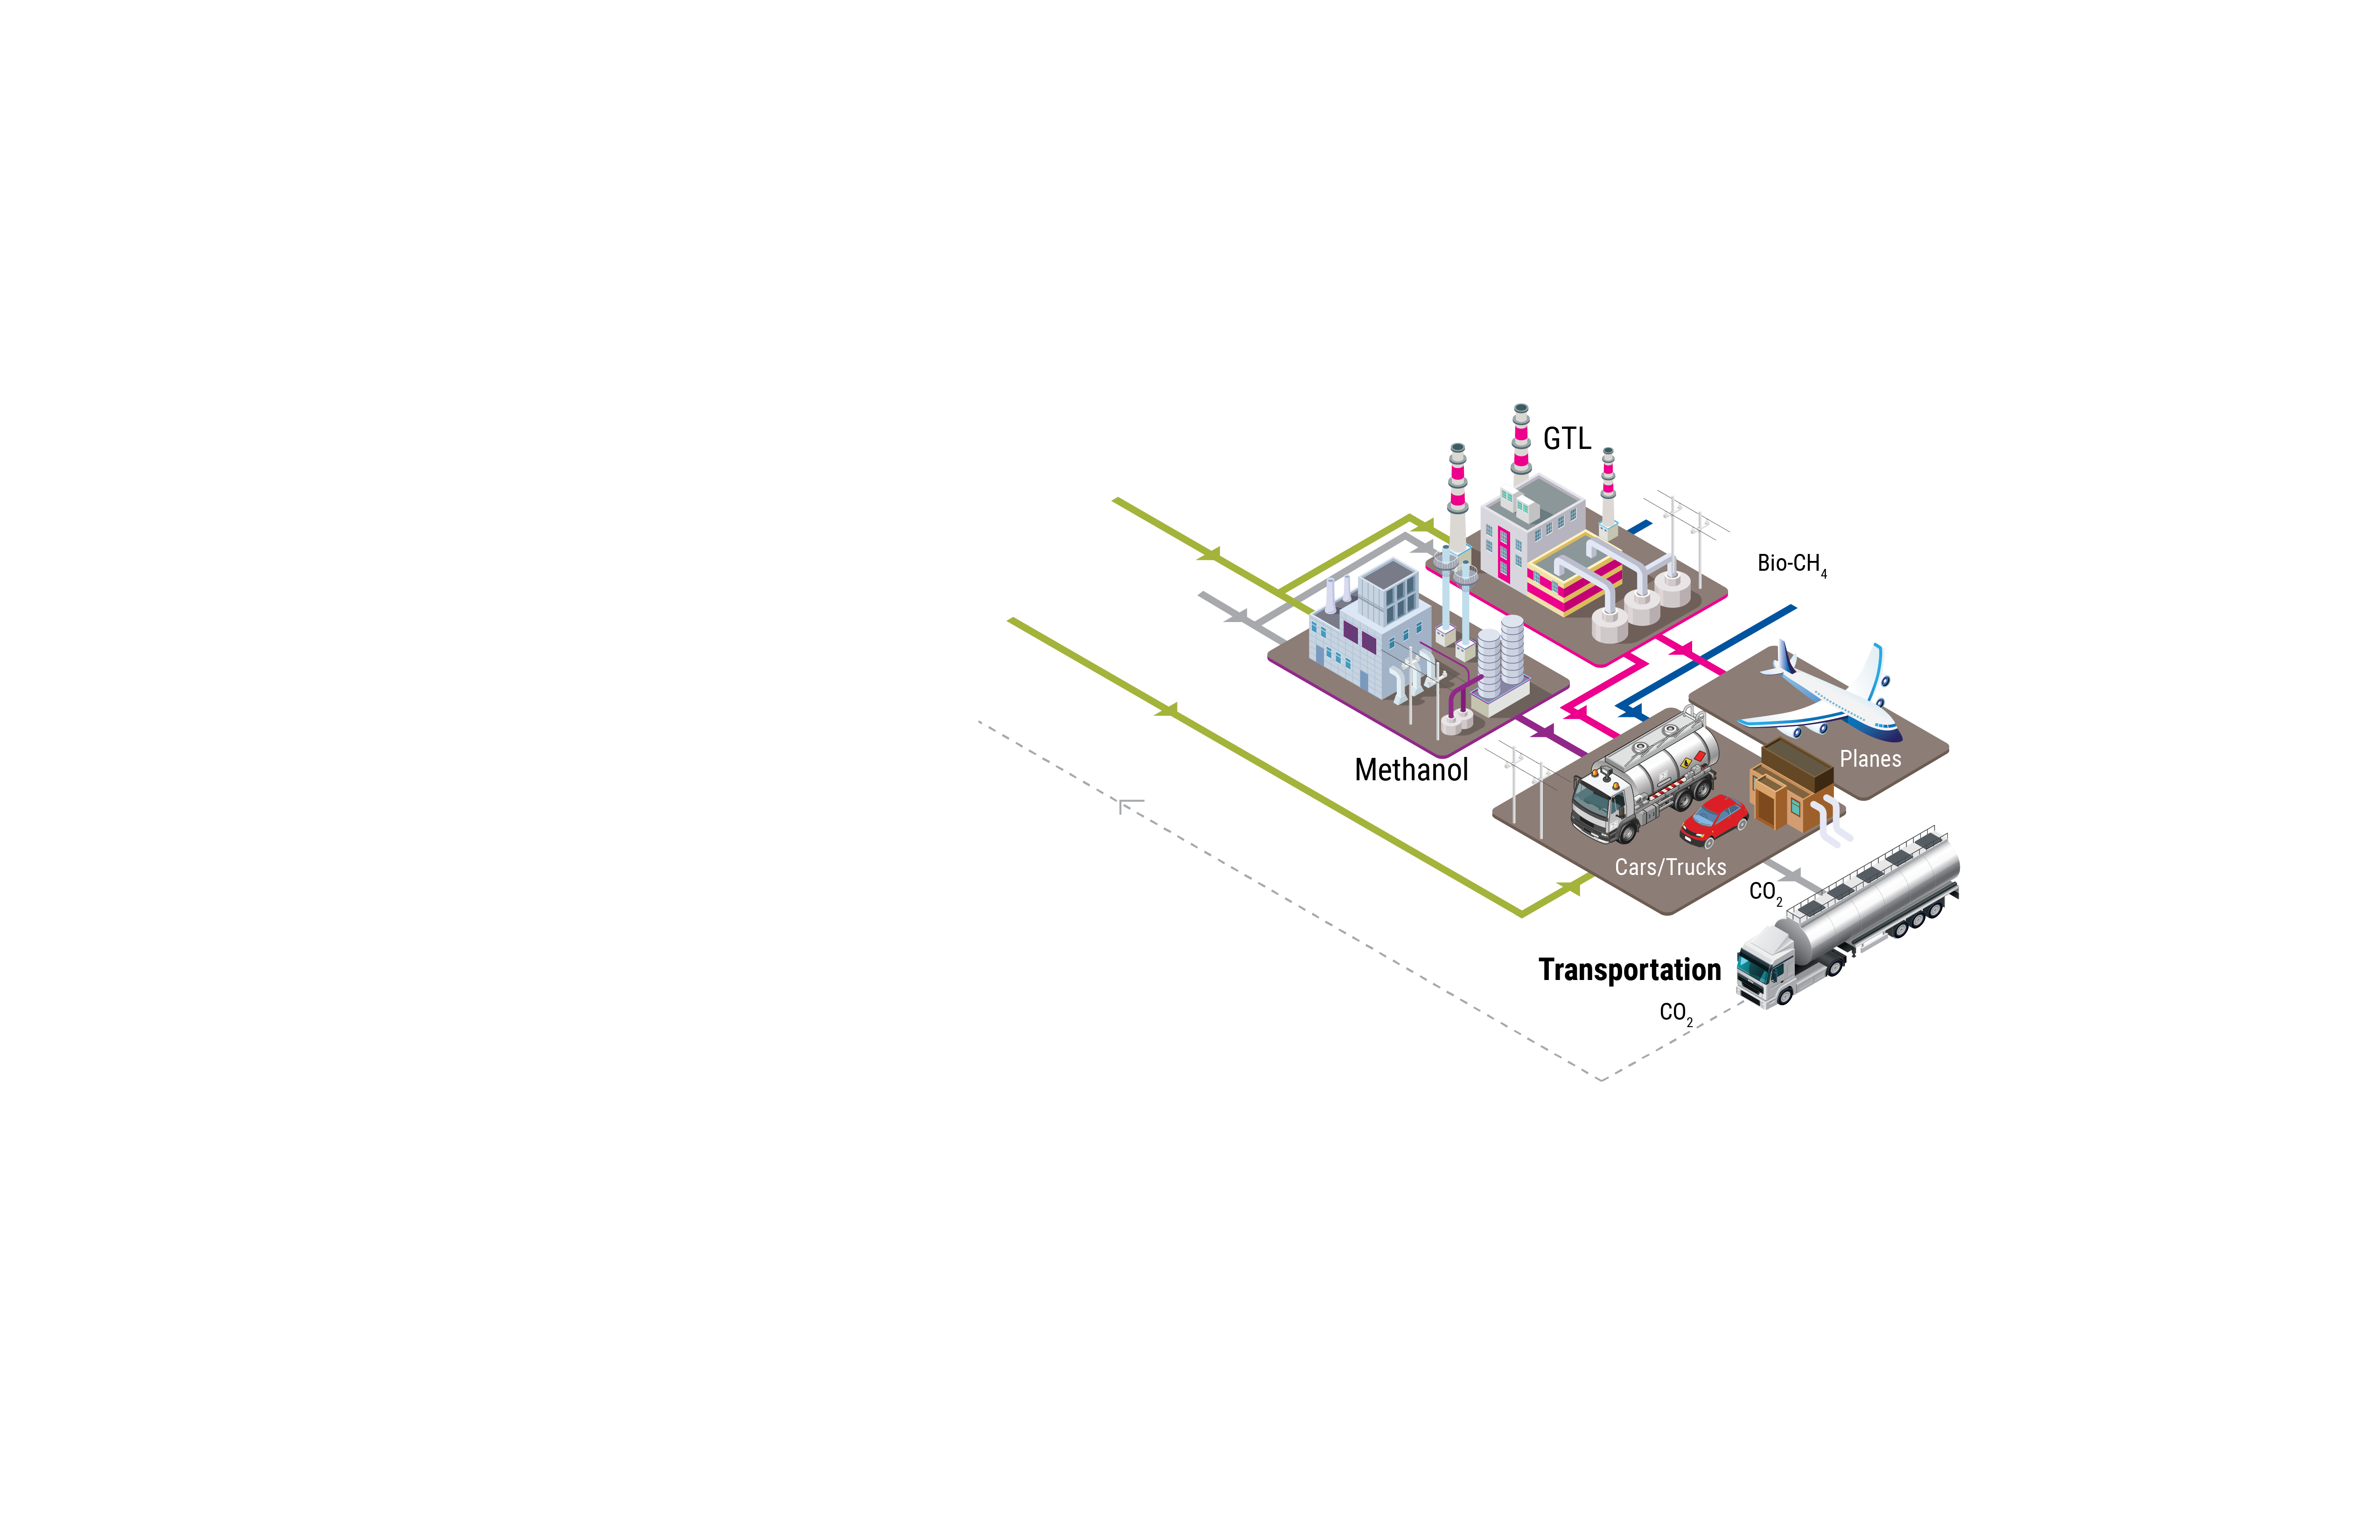 GTL
Bio-CH₄
Methanol
Planes
Cars/Trucks
CO₂
Transportation
CO₂